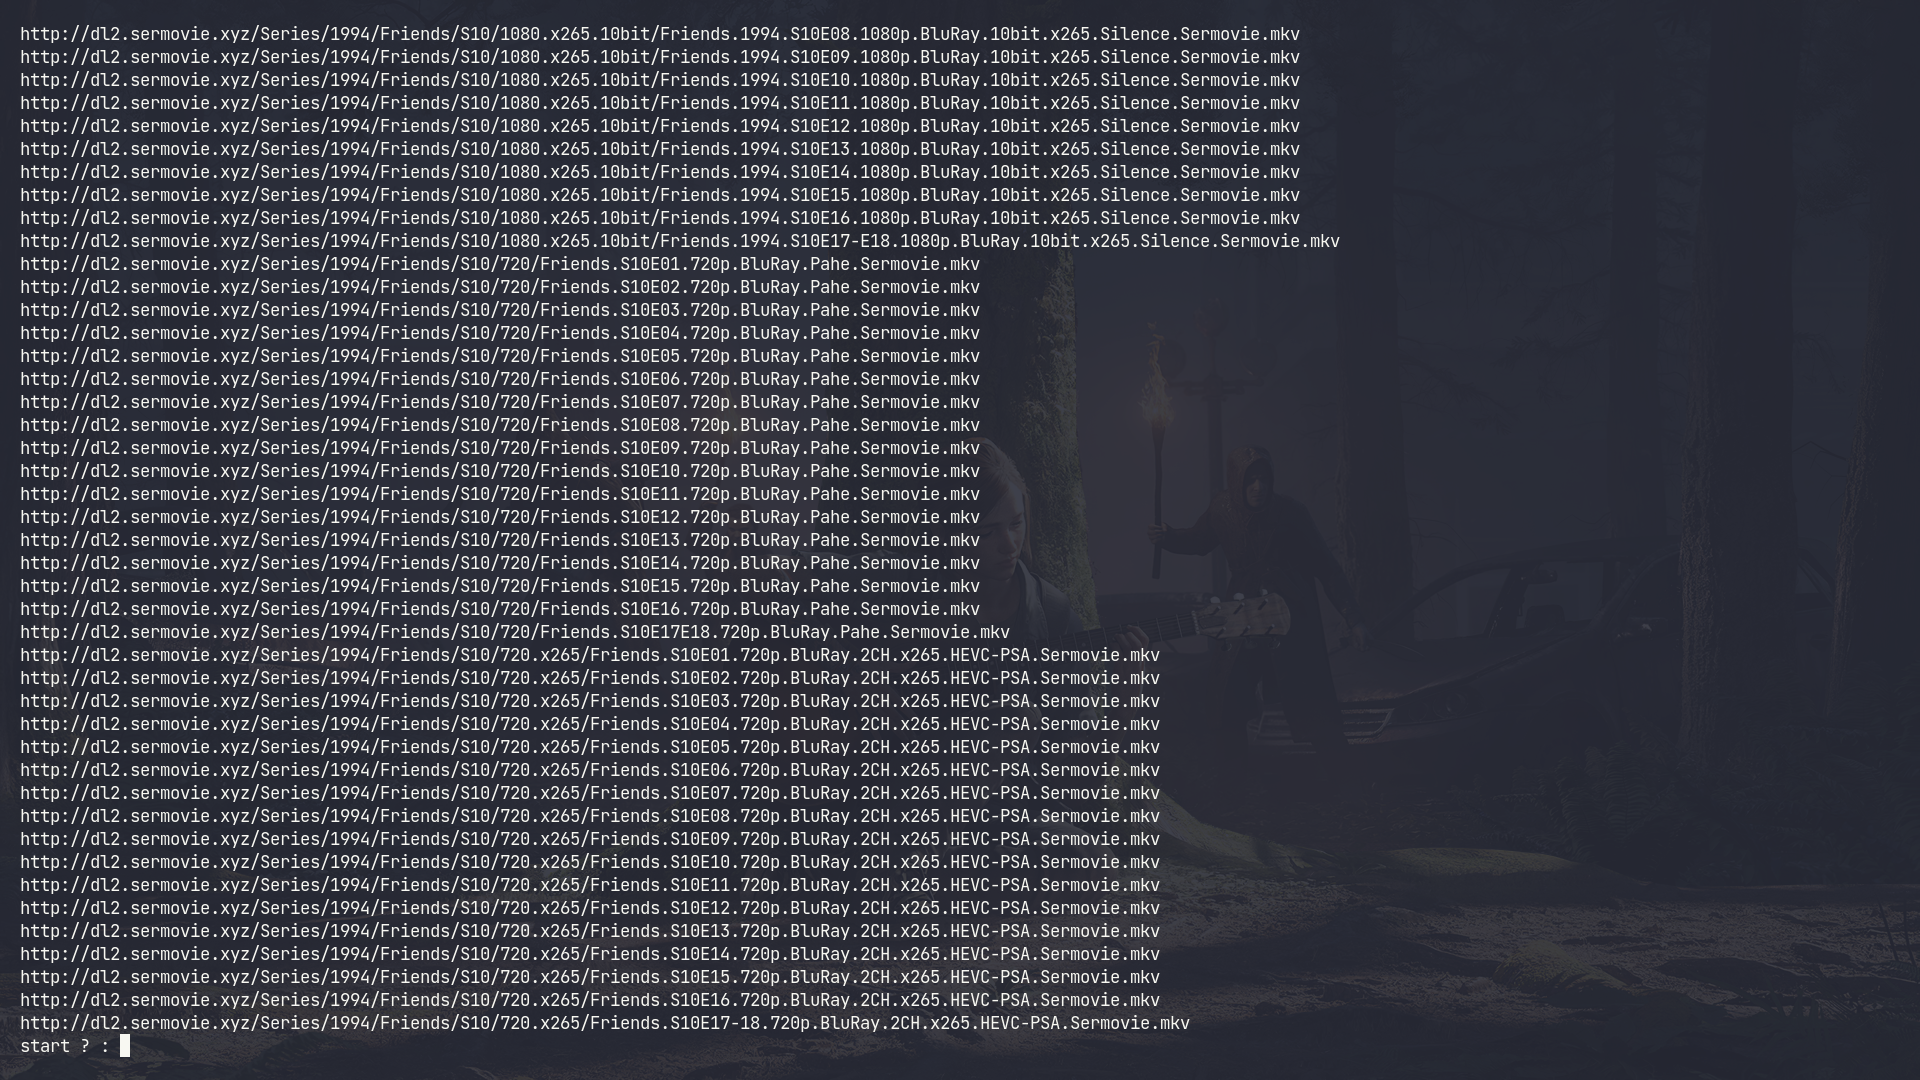 http://dl2.sermovie.xyz/Series/1994/Friends/S10/1080.x265.10bit/Friends.1994.S10E08.1080p.BluRay.10bit.x265.Silence.Sermovie.mkv
http://dl2.sermovie.xyz/Series/1994/Friends/S10/1080.x265.10bit/Friends.1994.S10E09.1080p.BluRay.10bit.x265.Silence.Sermovie.mkv
http://dl2.sermovie.xyz/Series/1994/Friends/S10/1080.x265.10bit/Friends.1994.S10E10.1080p.BluRay.10bit.x265.Silence.Sermovie.mkv
http://dl2.sermovie.xyz/Series/1994/Friends/S10/1080.x265.10bit/Friends.1994.S10E11.1080p.BluRay.10bit.x265.Silence.Sermovie.mkv
http://dl2.sermovie.xyz/Series/1994/Friends/S10/1080.x265.10bit/Friends.1994.S10E12.1080p.BluRay.10bit.x265.Silence.Sermovie.mkv
http://dl2.sermovie.xyz/Series/1994/Friends/S10/1080.x265.10bit/Friends.1994.S10E13.1080p.BluRay.10bit.x265.Silence.Sermovie.mkv
http://dl2.sermovie.xyz/Series/1994/Friends/S10/1080.x265.10bit/Friends.1994.S10E14.1080p.BluRay.10bit.x265.Silence.Sermovie.mkv
http://dl2.sermovie.xyz/Series/1994/Friends/S10/1080.x265.10bit/Friends.1994.S10E15.1080p.BluRay.10bit.x265.Silence.Sermovie.mkv
http://dl2.sermovie.xyz/Series/1994/Friends/S10/1080.x265.10bit/Friends.1994.S10E16.1080p.BluRay.10bit.x265.Silence.Sermovie.mkv
http://dl2.sermovie.xyz/Series/1994/Friends/S10/1080.x265.10bit/Friends.1994.S10E17-E18.1080p.BluRay.10bit.x265.Silence.Sermovie.mkv
http://dl2.sermovie.xyz/Series/1994/Friends/S10/720/Friends.S10E01.720p.BluRay.Pahe.Sermovie.mkv
http://dl2.sermovie.xyz/Series/1994/Friends/S10/720/Friends.S10E02.720p.BluRay.Pahe.Sermovie.mkv
http://dl2.sermovie.xyz/Series/1994/Friends/S10/720/Friends.S10E03.720p.BluRay.Pahe.Sermovie.mkv
http://dl2.sermovie.xyz/Series/1994/Friends/S10/720/Friends.S10E04.720p.BluRay.Pahe.Sermovie.mkv
http://dl2.sermovie.xyz/Series/1994/Friends/S10/720/Friends.S10E05.720p.BluRay.Pahe.Sermovie.mkv
http://dl2.sermovie.xyz/Series/1994/Friends/S10/720/Friends.S10E06.720p.BluRay.Pahe.Sermovie.mkv
http://dl2.sermovie.xyz/Series/1994/Friends/S10/720/Friends.S10E07.720p.BluRay.Pahe.Sermovie.mkv
http://dl2.sermovie.xyz/Series/1994/Friends/S10/720/Friends.S10E08.720p.BluRay.Pahe.Sermovie.mkv
http://dl2.sermovie.xyz/Series/1994/Friends/S10/720/Friends.S10E09.720p.BluRay.Pahe.Sermovie.mkv
http://dl2.sermovie.xyz/Series/1994/Friends/S10/720/Friends.S10E10.720p.BluRay.Pahe.Sermovie.mkv
http://dl2.sermovie.xyz/Series/1994/Friends/S10/720/Friends.S10E11.720p.BluRay.Pahe.Sermovie.mkv
http://dl2.sermovie.xyz/Series/1994/Friends/S10/720/Friends.S10E12.720p.BluRay.Pahe.Sermovie.mkv
http://dl2.sermovie.xyz/Series/1994/Friends/S10/720/Friends.S10E13.720p.BluRay.Pahe.Sermovie.mkv
http://dl2.sermovie.xyz/Series/1994/Friends/S10/720/Friends.S10E14.720p.BluRay.Pahe.Sermovie.mkv
http://dl2.sermovie.xyz/Series/1994/Friends/S10/720/Friends.S10E15.720p.BluRay.Pahe.Sermovie.mkv
http://dl2.sermovie.xyz/Series/1994/Friends/S10/720/Friends.S10E16.720p.BluRay.Pahe.Sermovie.mkv
http://dl2.sermovie.xyz/Series/1994/Friends/S10/720/Friends.S10E17E18.720p.BluRay.Pahe.Sermovie.mkv
http://dl2.sermovie.xyz/Series/1994/Friends/S10/720.x265/Friends.S10E01.720p.BluRay.2CH.x265.HEVC-PSA.Sermovie.mkv
http://dl2.sermovie.xyz/Series/1994/Friends/S10/720.x265/Friends.S10E02.720p.BluRay.2CH.x265.HEVC-PSA.Sermovie.mkv
http://dl2.sermovie.xyz/Series/1994/Friends/S10/720.x265/Friends.S10E03.720p.BluRay.2CH.x265.HEVC-PSA.Sermovie.mkv
http://dl2.sermovie.xyz/Series/1994/Friends/S10/720.x265/Friends.S10E04.720p.BluRay.2CH.x265.HEVC-PSA.Sermovie.mkv
http://dl2.sermovie.xyz/Series/1994/Friends/S10/720.x265/Friends.S10E05.720p.BluRay.2CH.x265.HEVC-PSA.Sermovie.mkv
http://dl2.sermovie.xyz/Series/1994/Friends/S10/720.x265/Friends.S10E06.720p.BluRay.2CH.x265.HEVC-PSA.Sermovie.mkv
http://dl2.sermovie.xyz/Series/1994/Friends/S10/720.x265/Friends.S10E07.720p.BluRay.2CH.x265.HEVC-PSA.Sermovie.mkv
http://dl2.sermovie.xyz/Series/1994/Friends/S10/720.x265/Friends.S10E08.720p.BluRay.2CH.x265.HEVC-PSA.Sermovie.mkv
http://dl2.sermovie.xyz/Series/1994/Friends/S10/720.x265/Friends.S10E09.720p.BluRay.2CH.x265.HEVC-PSA.Sermovie.mkv
http://dl2.sermovie.xyz/Series/1994/Friends/S10/720.x265/Friends.S10E10.720p.BluRay.2CH.x265.HEVC-PSA.Sermovie.mkv
http://dl2.sermovie.xyz/Series/1994/Friends/S10/720.x265/Friends.S10E11.720p.BluRay.2CH.x265.HEVC-PSA.Sermovie.mkv
http://dl2.sermovie.xyz/Series/1994/Friends/S10/720.x265/Friends.S10E12.720p.BluRay.2CH.x265.HEVC-PSA.Sermovie.mkv
http://dl2.sermovie.xyz/Series/1994/Friends/S10/720.x265/Friends.S10E13.720p.BluRay.2CH.x265.HEVC-PSA.Sermovie.mkv
http://dl2.sermovie.xyz/Series/1994/Friends/S10/720.x265/Friends.S10E14.720p.BluRay.2CH.x265.HEVC-PSA.Sermovie.mkv
http://dl2.sermovie.xyz/Series/1994/Friends/S10/720.x265/Friends.S10E15.720p.BluRay.2CH.x265.HEVC-PSA.Sermovie.mkv
http://dl2.sermovie.xyz/Series/1994/Friends/S10/720.x265/Friends.S10E16.720p.BluRay.2CH.x265.HEVC-PSA.Sermovie.mkv
http://dl2.sermovie.xyz/Series/1994/Friends/S10/720.x265/Friends.S10E17-18.720p.BluRay.2CH.x265.HEVC-PSA.Sermovie.mkv
start ? :